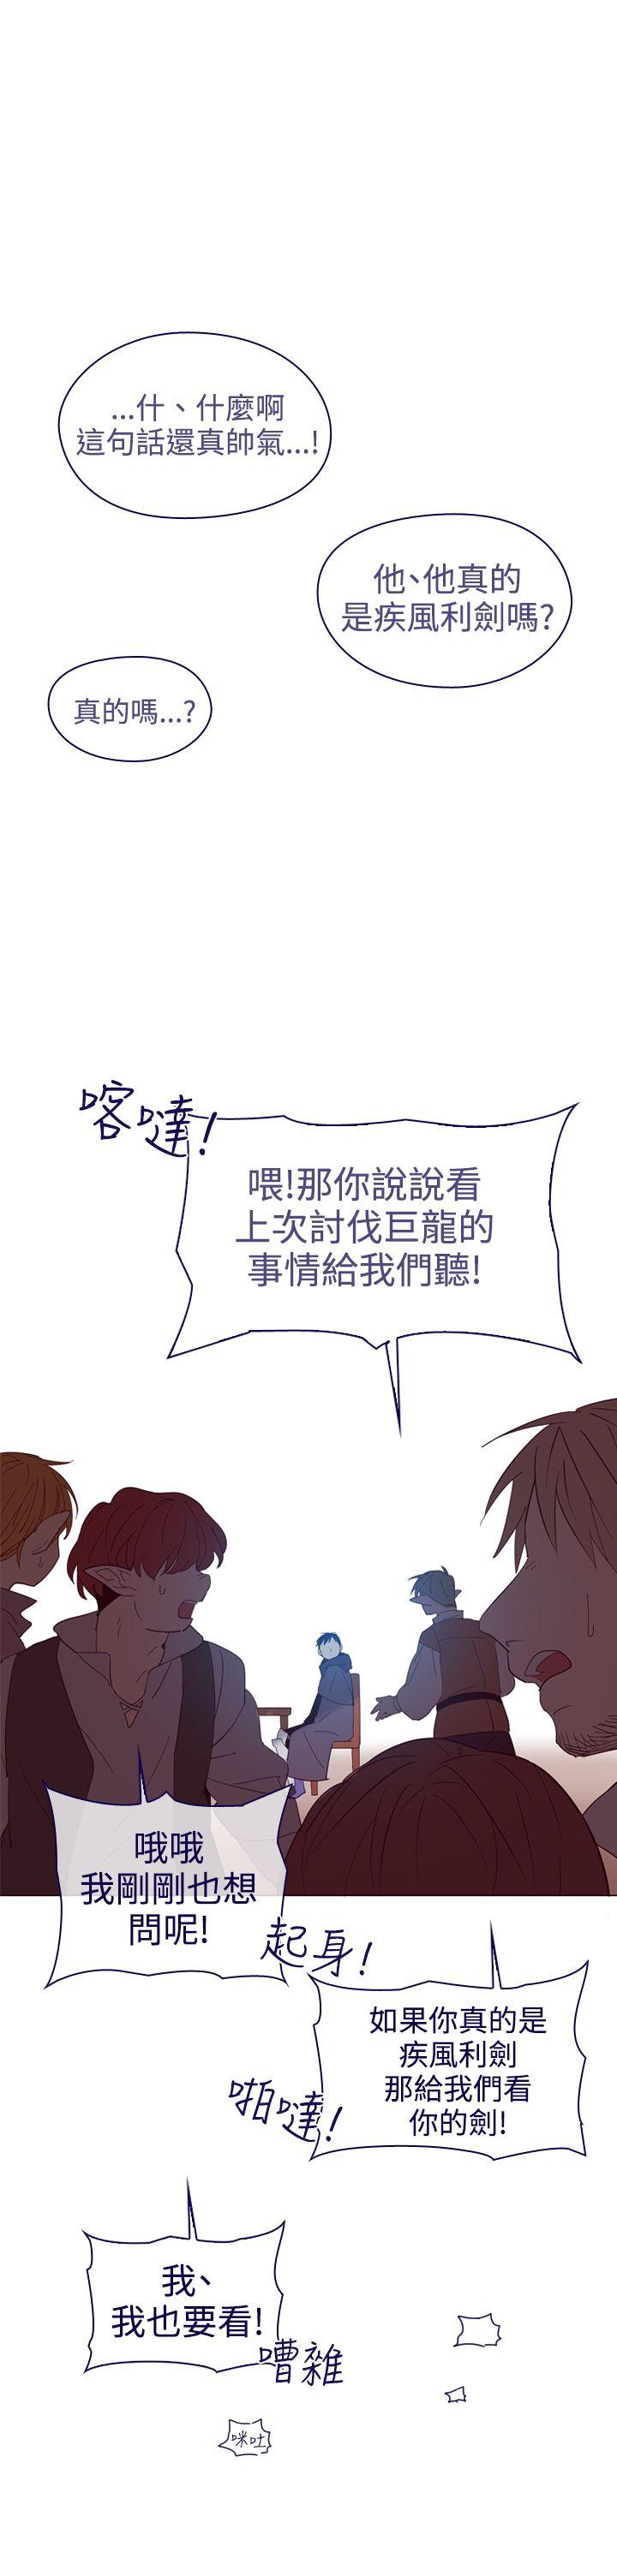 ...什、什麼啊
這句話還真帥氣...!
他、他真的
是疾風利劍嗎?
真的嗎...?
喀噠!
喂!那你說說看
上次討伐巨龍的
事情給我們聽!
哦哦
我剛剛也想
問呢!
起身!
如果你真的是
疾風利劍
那給我們看
你的劍!
啪噠!
我、
我也要看!
嘈雜
咪吐